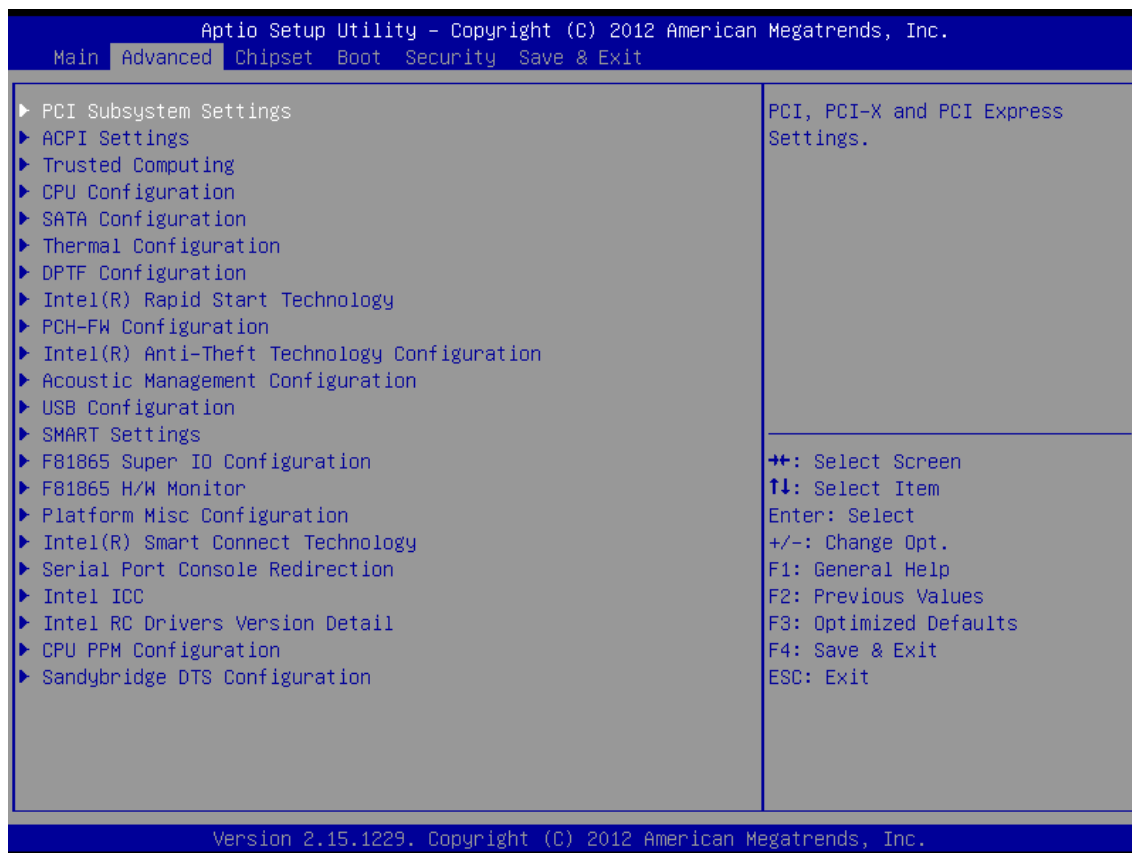 Aptio Setup Utility – Copyright (C) 2012 American Megatrends, Inc.
Main Advanced Chipset Boot Security Save & Exit
▶ PCI Subsystem Settings
▶ ACPI Settings
▶ Trusted Computing
▶ CPU Configuration
▶ SATA Configuration
▶ Thermal Configuration
▶ DPTF Configuration
▶ Intel(R) Rapid Start Technology
▶ PCH-FW Configuration
▶ Intel(R) Anti-Theft Technology Configuration
▶ Acoustic Management Configuration
▶ USB Configuration
▶ SMART Settings
▶ F81865 Super IO Configuration
▶ F81865 H/W Monitor
▶ Platform Misc Configuration
▶ Intel(R) Smart Connect Technology
▶ Serial Port Console Redirection
▶ Intel ICC
▶ Intel RC Drivers Version Detail
▶ CPU PPM Configuration
▶ Sandybridge DTS Configuration
PCI, PCI-X and PCI Express
Settings.
→←: Select Screen
↑↓: Select Item
Enter: Select
+/-: Change Opt.
F1: General Help
F2: Previous Values
F3: Optimized Defaults
F4: Save & Exit
ESC: Exit
Version 2.15.1229. Copyright (C) 2012 American Megatrends, Inc.